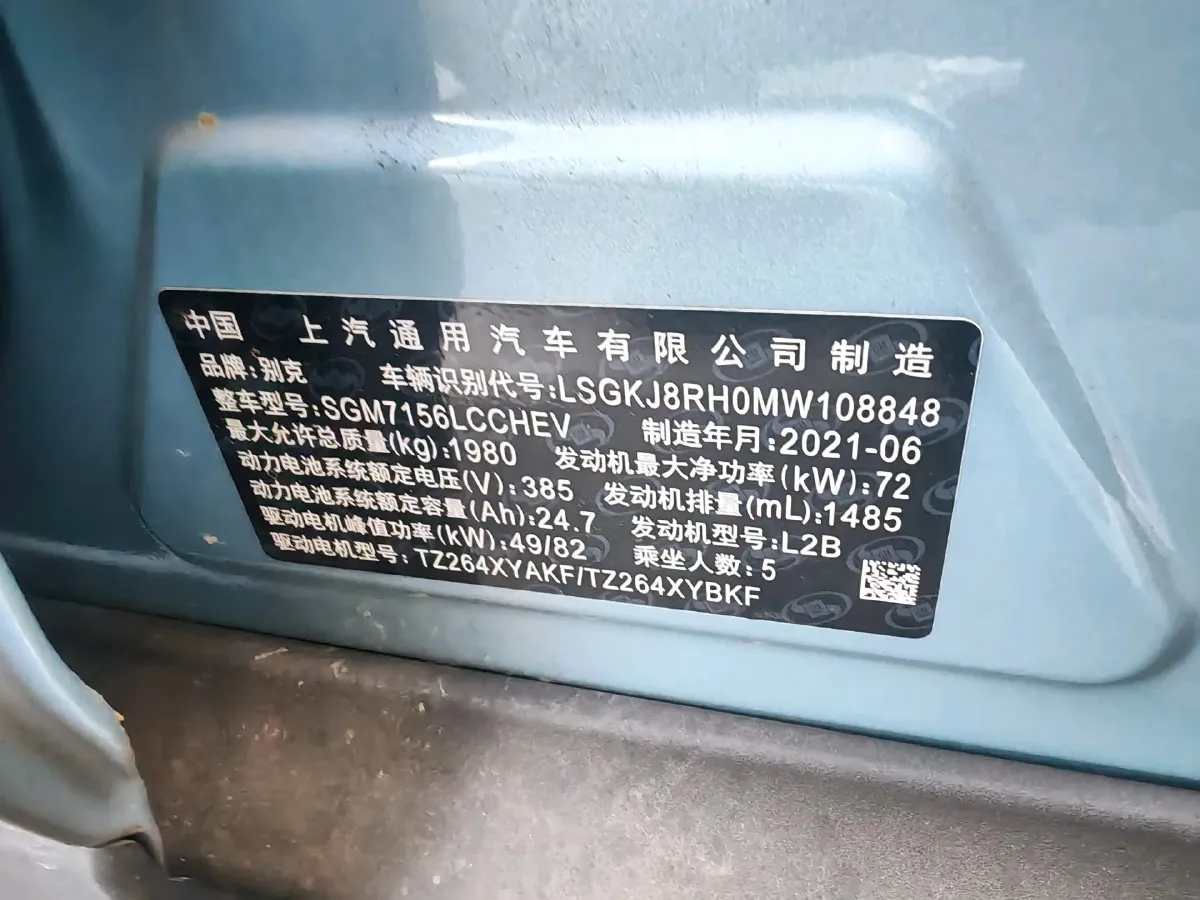 中国 上汽通用汽车有限公司制造
品牌:别克 车辆识别代号:LSGKJ8RH0MW108848
整车型号:SGM7156LCCHEV 制造年月:2021-06
最大允许总质量(kg):1980 发动机最大净功率(kW):72
动力电池系统额定电压(V):385 发动机排量(mL):1485
动力电池系统额定容量(Ah):24.7 发动机型号:L2B
驱动电机峰值功率(kW):49/82 乘坐人数:5
驱动电机型号:TZ264XYAKF/TZ264XYBKF